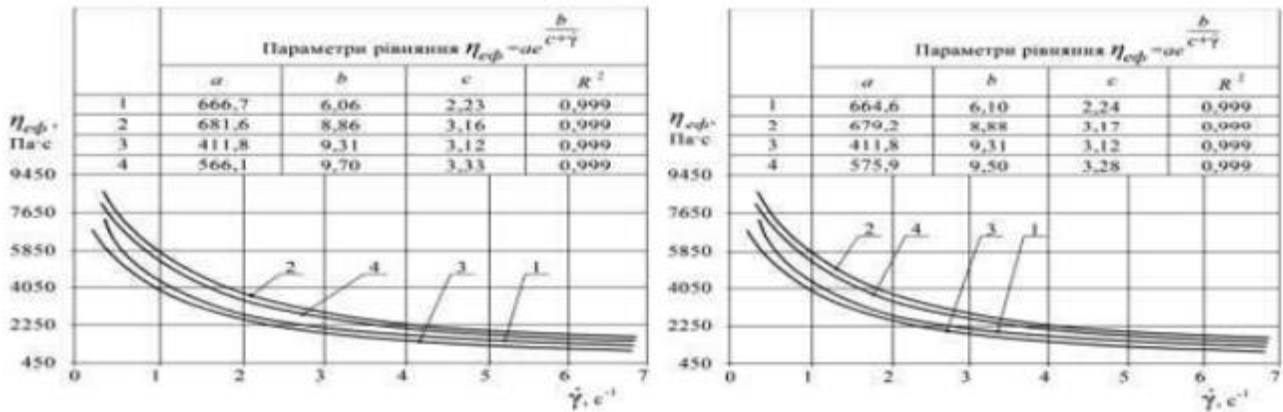 Параметри рівняння ηеф =ae^(b/(c+γ̇))
a b c R²
1 666,7 6,06 2,23 0,999
2 681,6 8,86 3,16 0,999
3 411,8 9,31 3,12 0,999
4 566,1 9,70 3,33 0,999
ηеф,
Па·с
9450
7650
5850
4050
2250
450
2 4 3 1
0 1 2 3 4 5 6 7
γ̇, с⁻¹
Параметри рівняння ηеф =ae^(b/(c+γ̇))
a b c R²
1 664,6 6,10 2,24 0,999
2 679,2 8,88 3,17 0,999
3 411,8 9,31 3,12 0,999
4 575,9 9,50 3,28 0,999
ηеф,
Па·с
9450
7650
5850
4050
2250
450
2 4 3 1
0 1 2 3 4 5 6 7
γ̇, с⁻¹